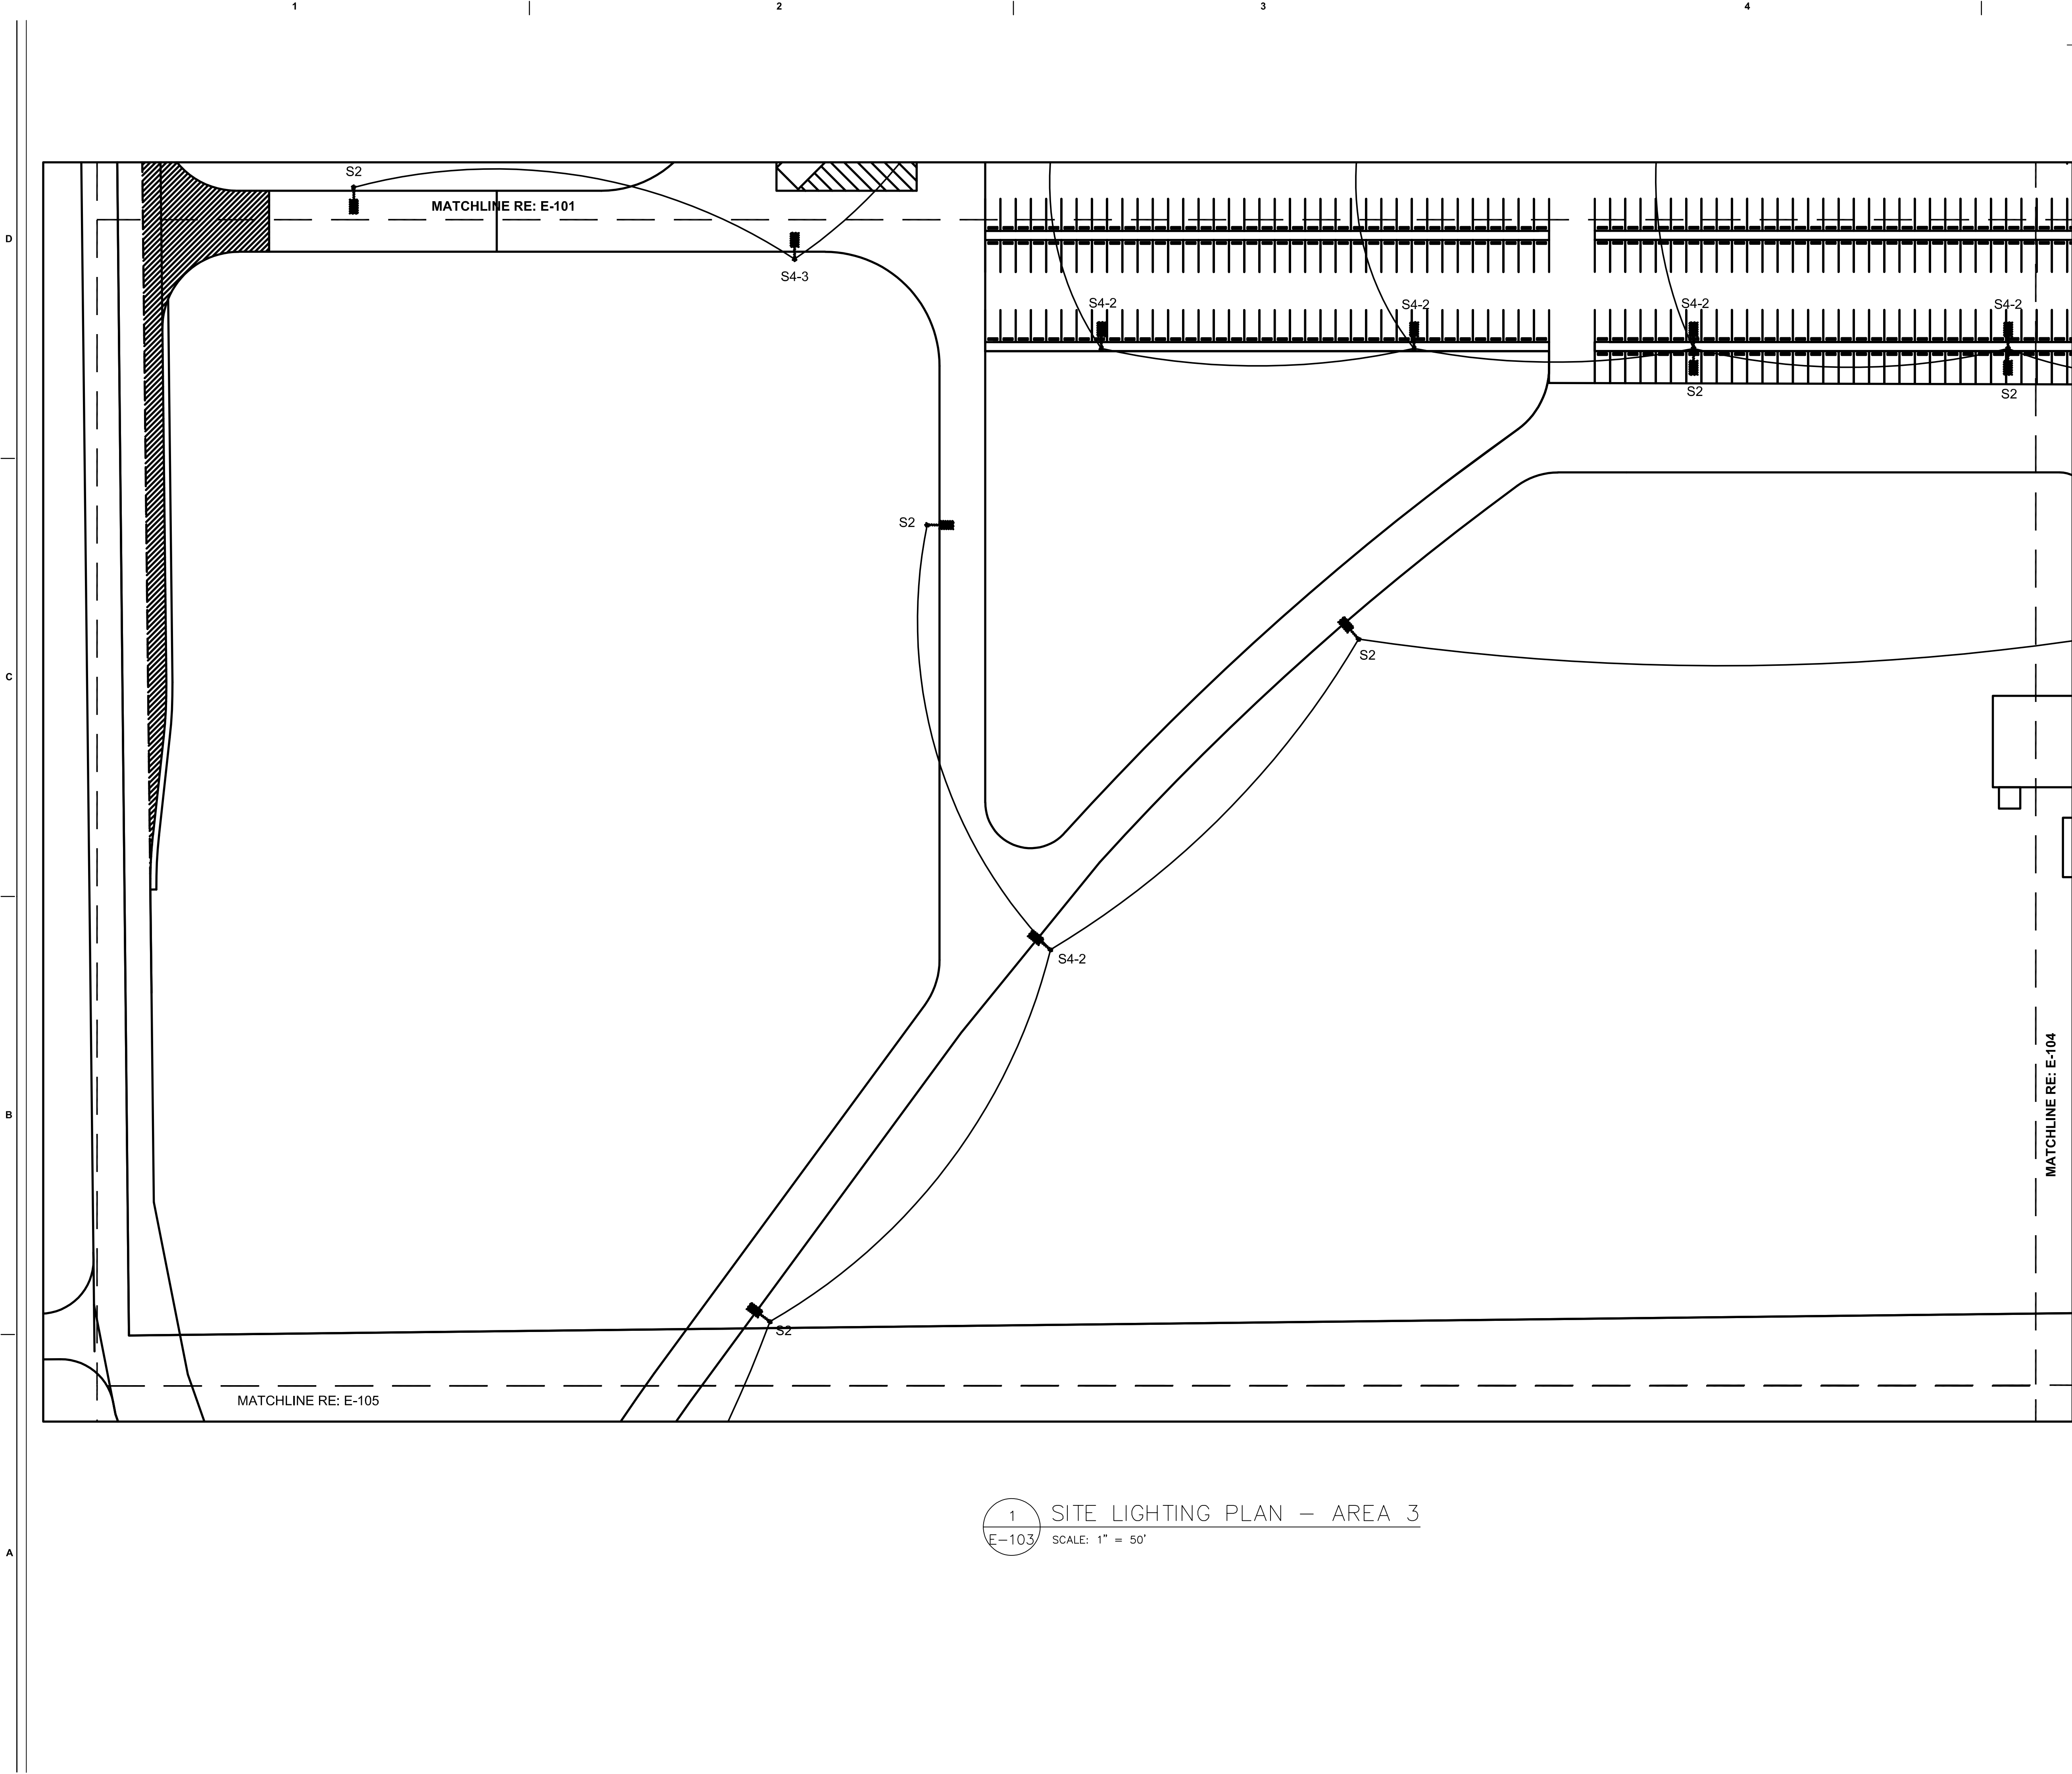 1 2 3 4
S2
MATCHLINE RE: E-101
D
S4-3
S4-2 S4-2 S4-2 S4-2
S2 S2
S2
S2
C
S4-2
MATCHLINE RE: E-104
B
S2
MATCHLINE RE: E-105
1
SITE LIGHTING PLAN – AREA 3
E-103
SCALE: 1" = 50'
A